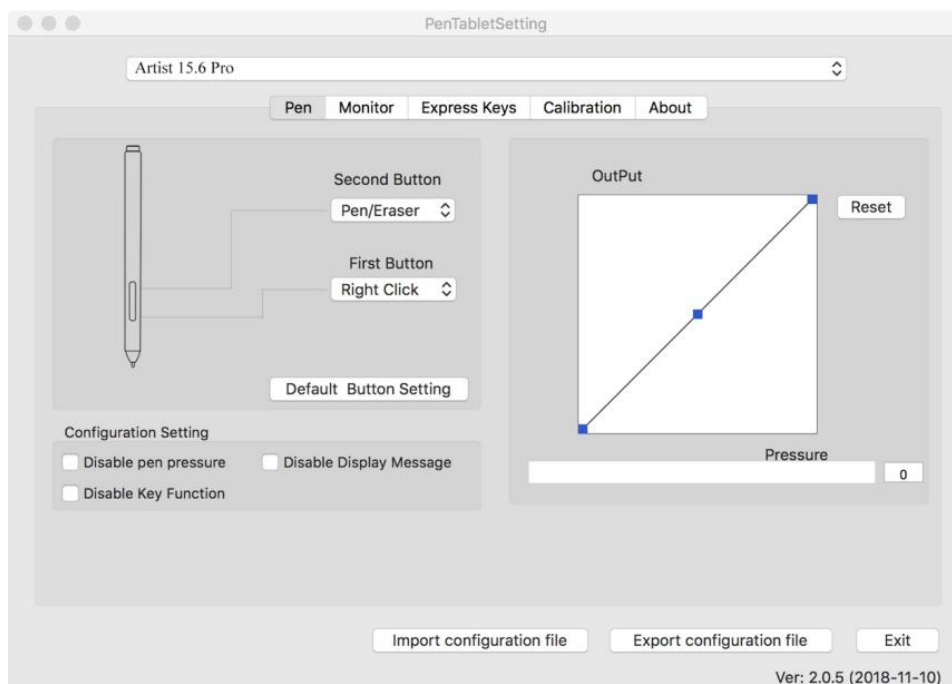 PenTabletSetting
Artist 15.6 Pro
Pen Monitor Express Keys Calibration About
Second Button
Pen/Eraser
First Button
Right Click
Default Button Setting
OutPut
Reset
Pressure
0
Configuration Setting
Disable pen pressure Disable Display Message
Disable Key Function
Import configuration file Export configuration file Exit
Ver: 2.0.5 (2018-11-10)